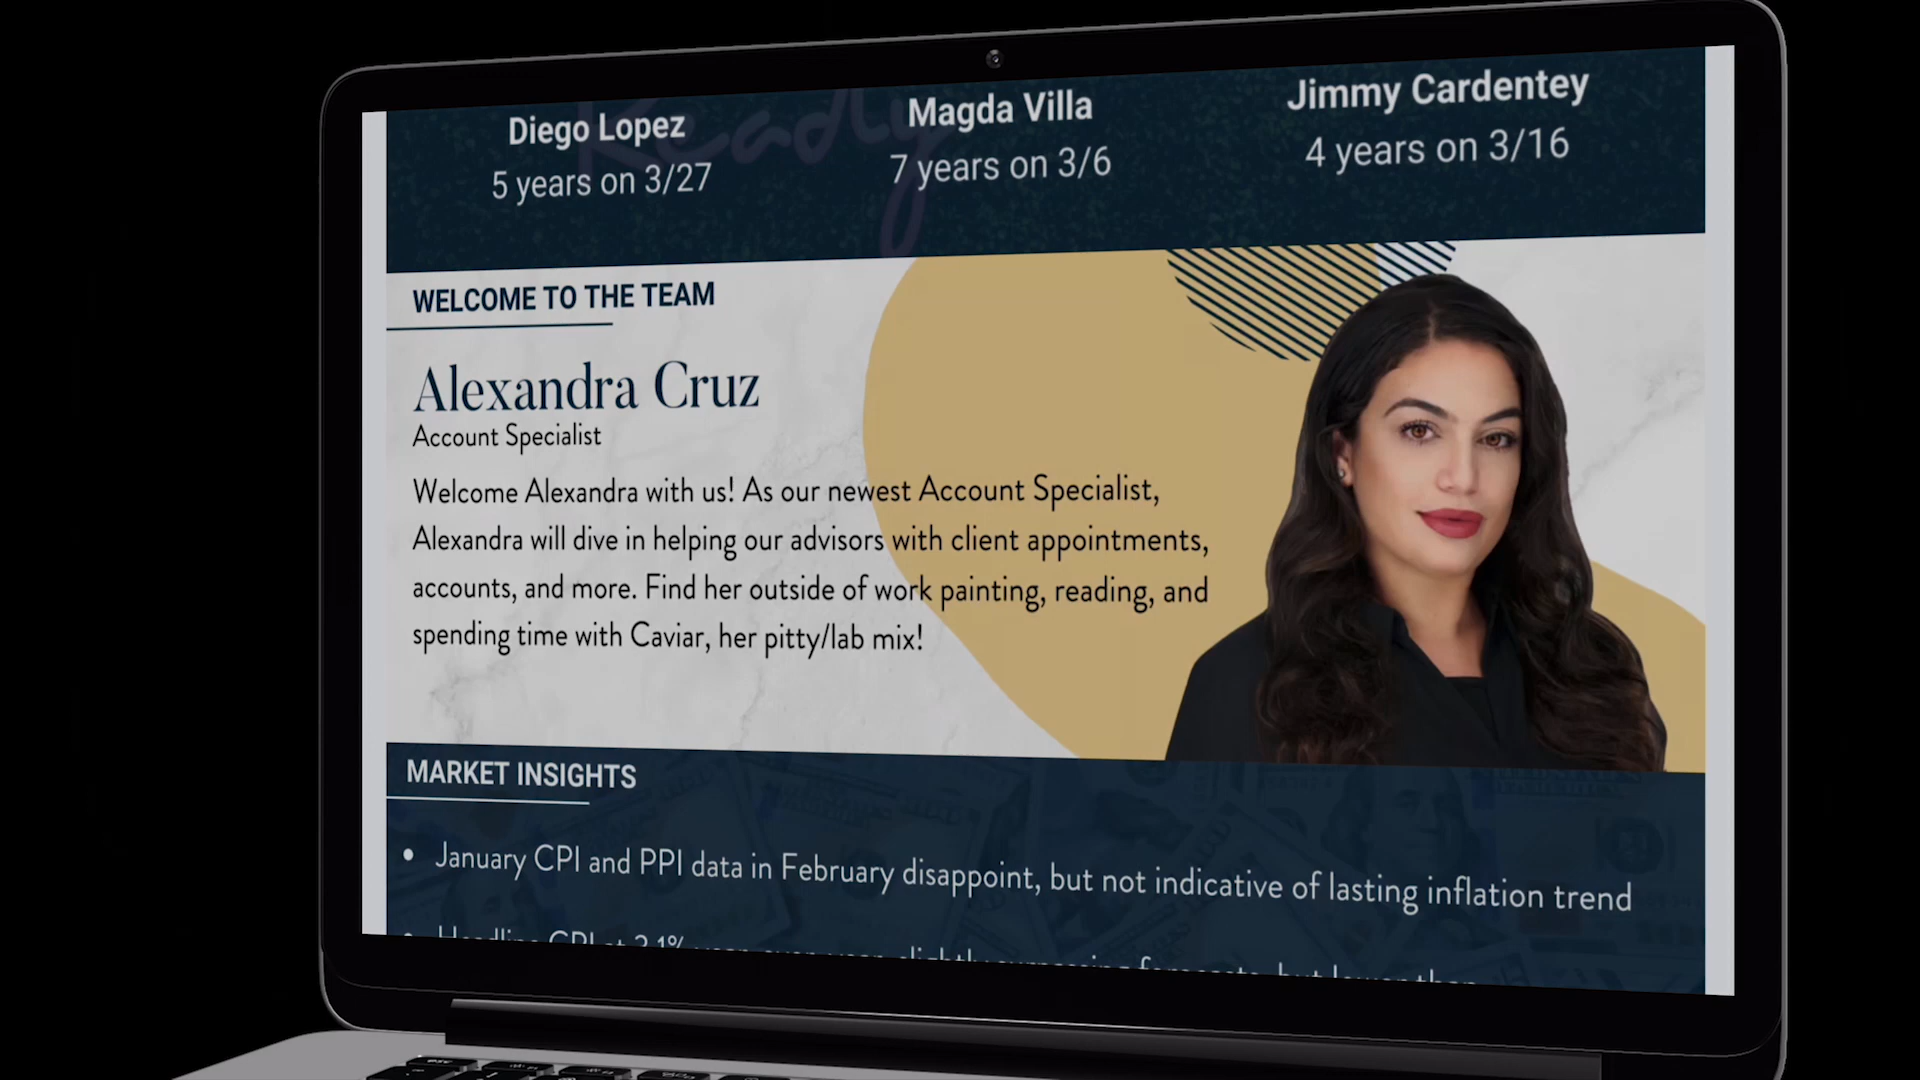 Ready
Diego Lopez
5 years on 3/27
Magda Villa
7 years on 3/6
Jimmy Cardentey
4 years on 3/16
WELCOME TO THE TEAM
Alexandra Cruz
Account Specialist
Welcome Alexandra with us! As our newest Account Specialist,
Alexandra will dive in helping our advisors with client appointments,
accounts, and more. Find her outside of work painting, reading, and
spending time with Caviar, her pitty/lab mix!
MARKET INSIGHTS
• January CPI and PPI data in February disappoint, but not indicative of lasting inflation trend
esc